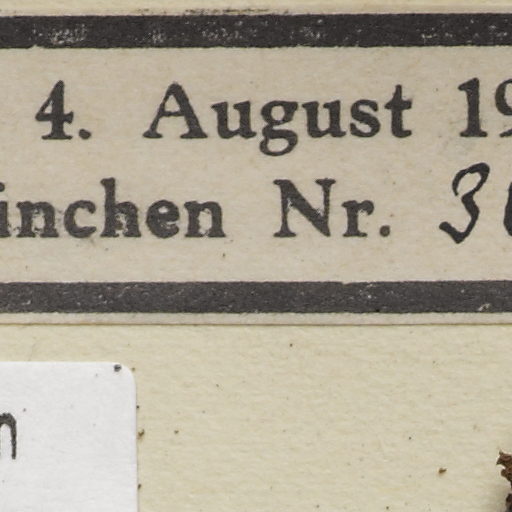 4. August 19
inchen Nr. 3
n